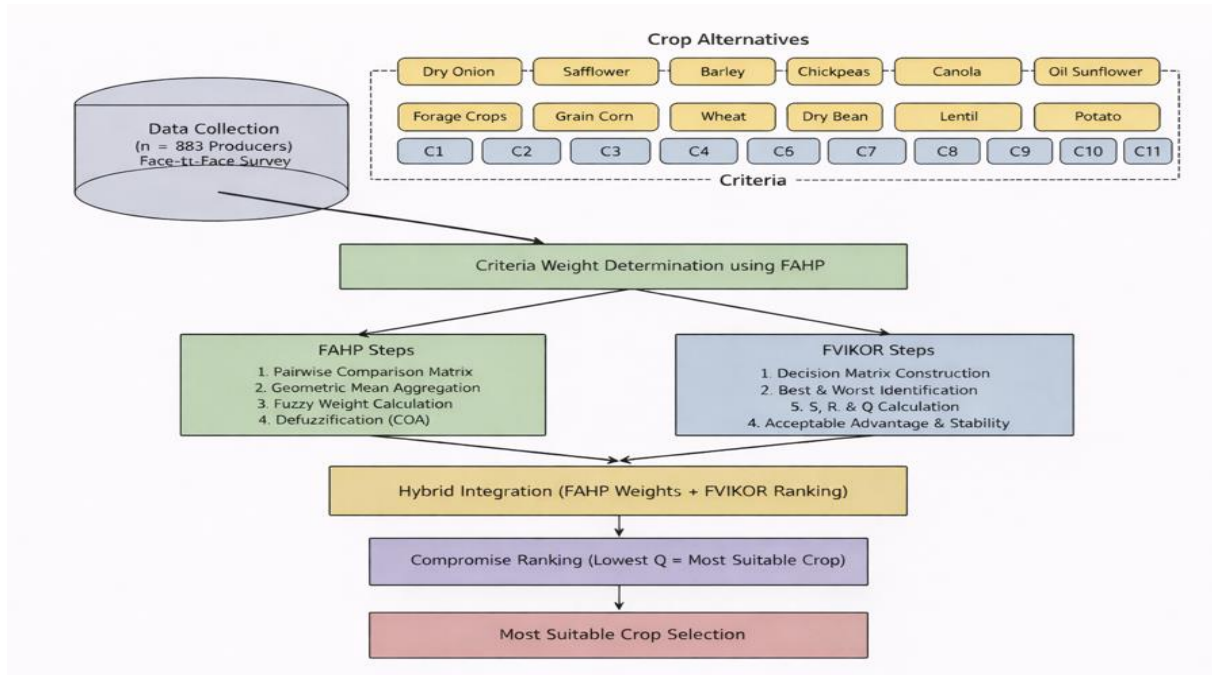 Crop Alternatives
Dry Onion Safflower Barley Chickpeas Canola Oil Sunflower
Forage Crops Grain Corn Wheat Dry Bean Lentil Potato
C1 C2 C3 C4 C6 C7 C8 C9 C10 C11
Criteria
Data Collection
(n = 883 Producers)
Face-tι-Face Survey
Criteria Weight Determination using FAHP
FAHP Steps
1. Pairwise Comparison Matrix
2. Geometric Mean Aggregation
3. Fuzzy Weight Calculation
4. Defuzzification (COA)
FVIKOR Steps
1. Decision Matrix Construction
2. Best & Worst Identification
5. S, R. & Q Calculation
4. Acceptable Advantage & Stability
Hybrid Integration (FAHP Weights + FVIKOR Ranking)
Compromise Ranking (Lowest Q = Most Suitable Crop)
Most Suitable Crop Selection